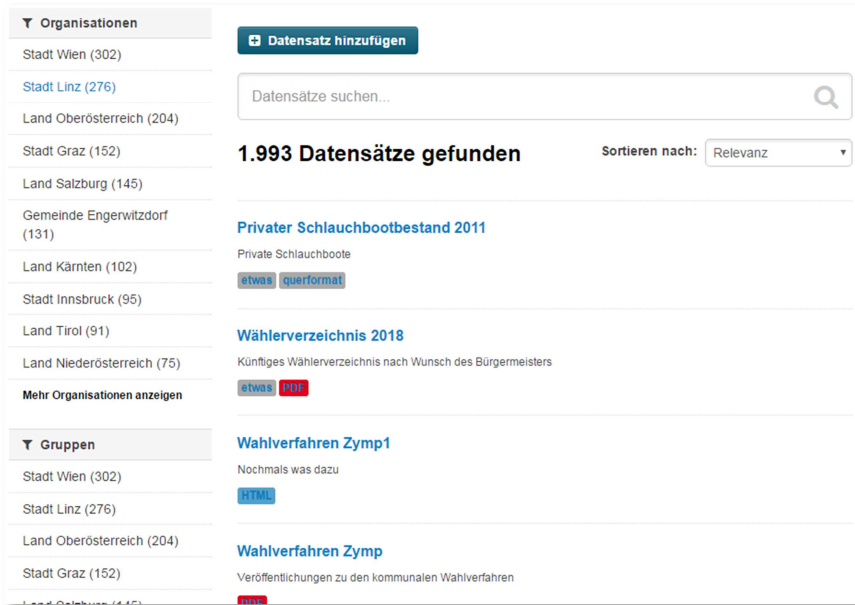 Organisationen
Stadt Wien (302)
Stadt Linz (276)
Land Oberösterreich (204)
Stadt Graz (152)
Land Salzburg (145)
Gemeinde Engerwitzdorf
(131)
Land Kärnten (102)
Stadt Innsbruck (95)
Land Tirol (91)
Land Niederösterreich (75)
Mehr Organisationen anzeigen
Gruppen
Stadt Wien (302)
Stadt Linz (276)
Land Oberösterreich (204)
Stadt Graz (152)
Land Salzburg (145)
Datensatz hinzufügen
Datensätze suchen...
1.993 Datensätze gefunden
Sortieren nach: Relevanz
Privater Schlauchbootbestand 2011
Private Schlauchboote
etwas querformat
Wählerverzeichnis 2018
Künftiges Wählerverzeichnis nach Wunsch des Bürgermeisters
etwas PDF
Wahlverfahren Zymp1
Nochmals was dazu
HTML
Wahlverfahren Zymp
Veröffentlichungen zu den kommunalen Wahlverfahren
PDF